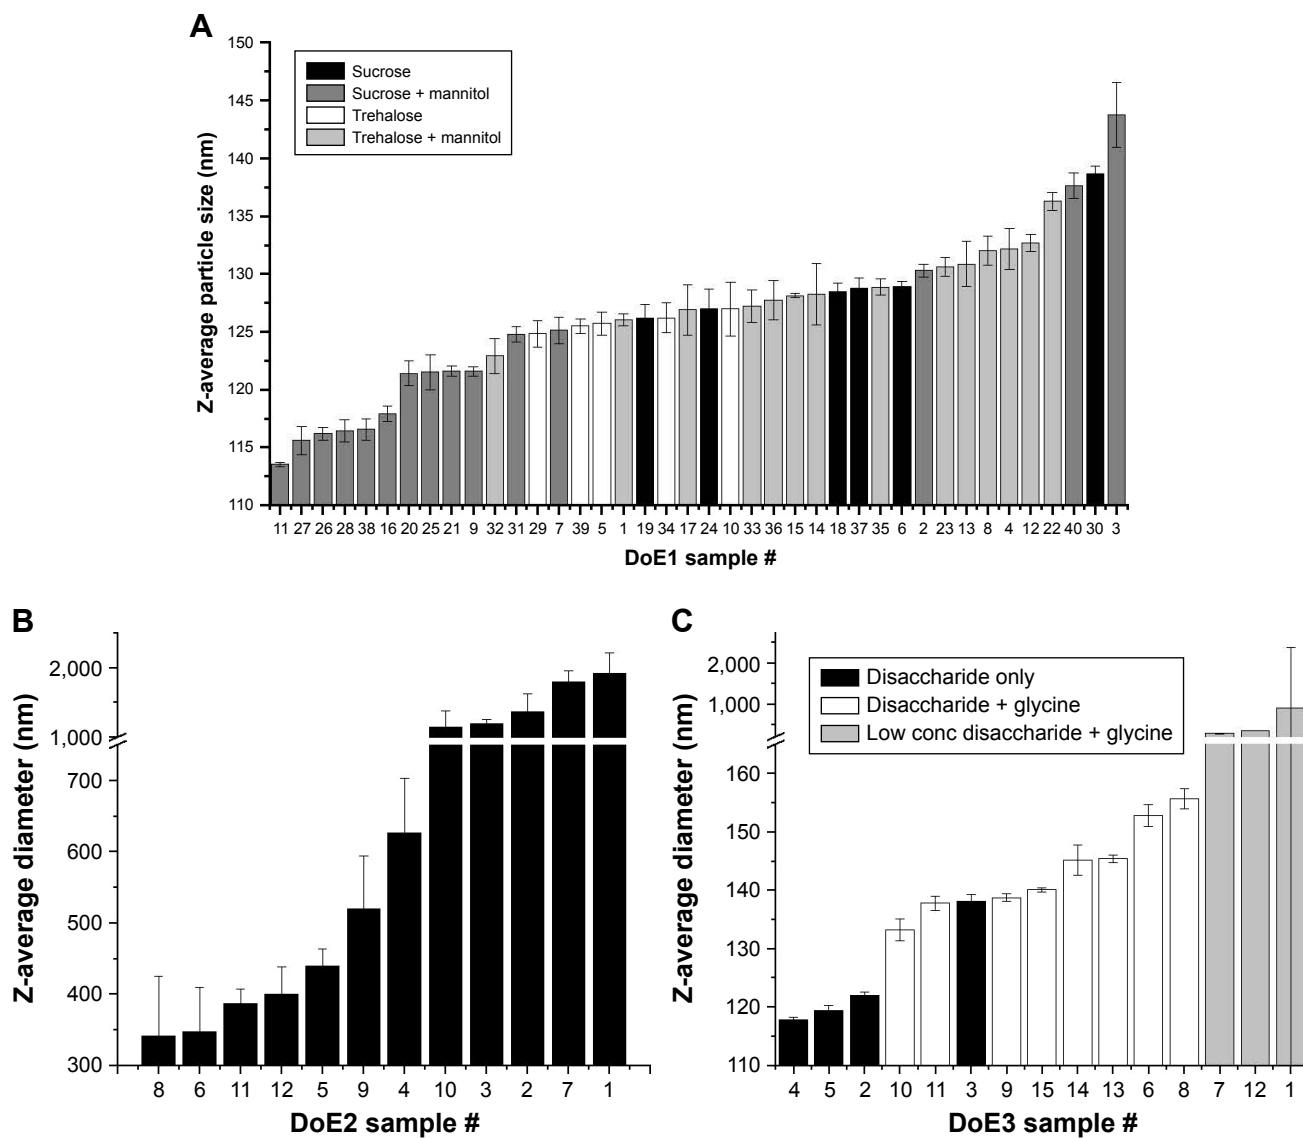 A
Z-average particle size (nm)
150
145
140
135
130
125
120
115
110
Sucrose
Sucrose + mannitol
Trehalose
Trehalose + mannitol
11 27 26 28 38 16 20 25 21 9 32 31 29 7 39 5 1 19 34 17 24 10 33 36 15 14 18 37 35 6 2 23 13 8 4 12 22 40 30 3
DoE1 sample #
B
Z-average diameter (nm)
2,000
1,000
700
600
500
400
300
8 6 11 12 5 9 4 10 3 2 7 1
DoE2 sample #
C
Z-average diameter (nm)
2,000
1,000
160
150
140
130
120
110
Disaccharide only
Disaccharide + glycine
Low conc disaccharide + glycine
4 5 2 10 11 3 9 15 14 13 6 8 7 12 1
DoE3 sample #